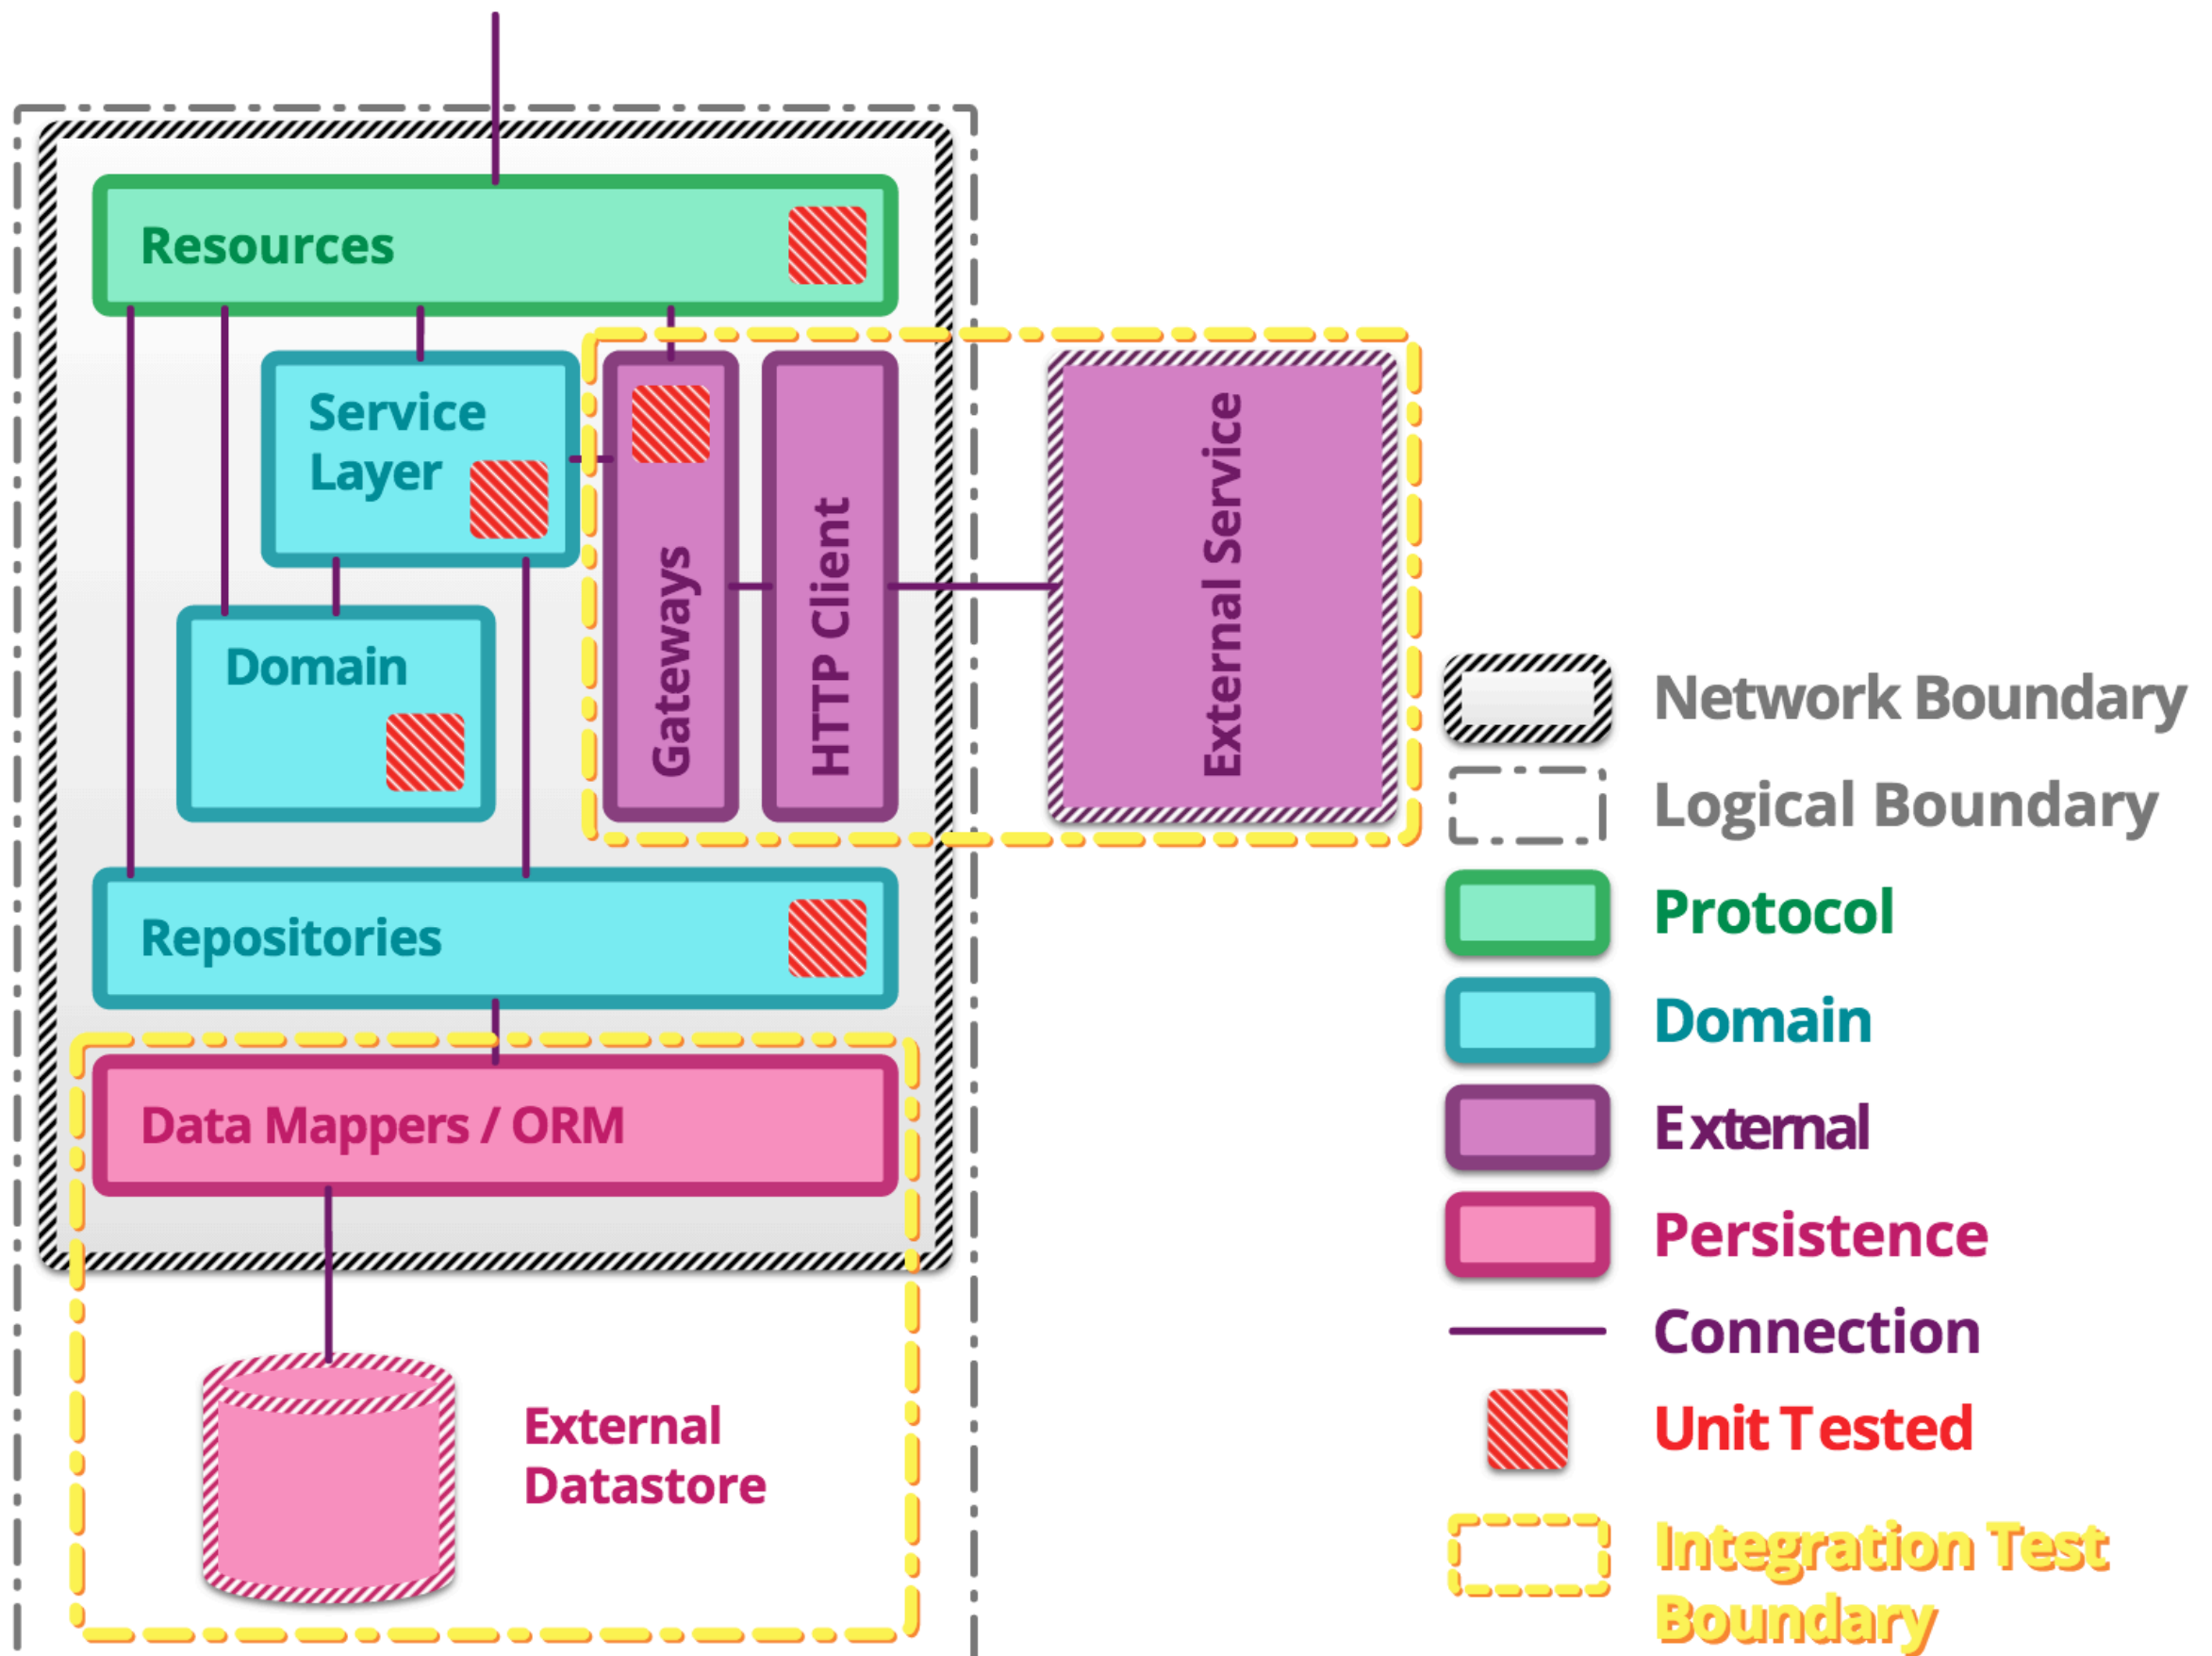 Resources
Service
Layer
Gateways
HTTP Client
External Service
Domain
Repositories
Data Mappers / ORM
External
Datastore
Network Boundary
Logical Boundary
Protocol
Domain
External
Persistence
Connection
Unit Tested
Integration Test
Boundary